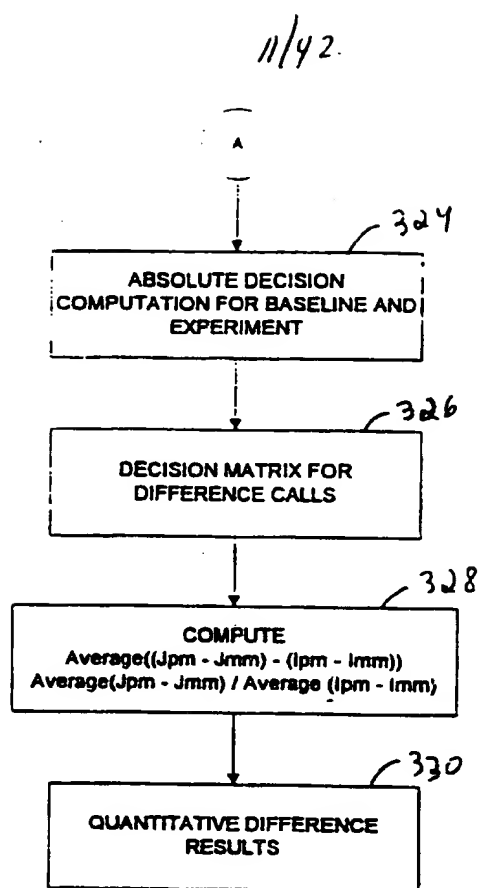 11/42.
A
324
ABSOLUTE DECISION
COMPUTATION FOR BASELINE AND
EXPERIMENT
326
DECISION MATRIX FOR
DIFFERENCE CALLS
328
COMPUTE
Average((Jpm - Jmm) - (Ipm - Imm))
Average(Jpm - Jmm) / Average (Ipm - Imm)
330
QUANTITATIVE DIFFERENCE
RESULTS